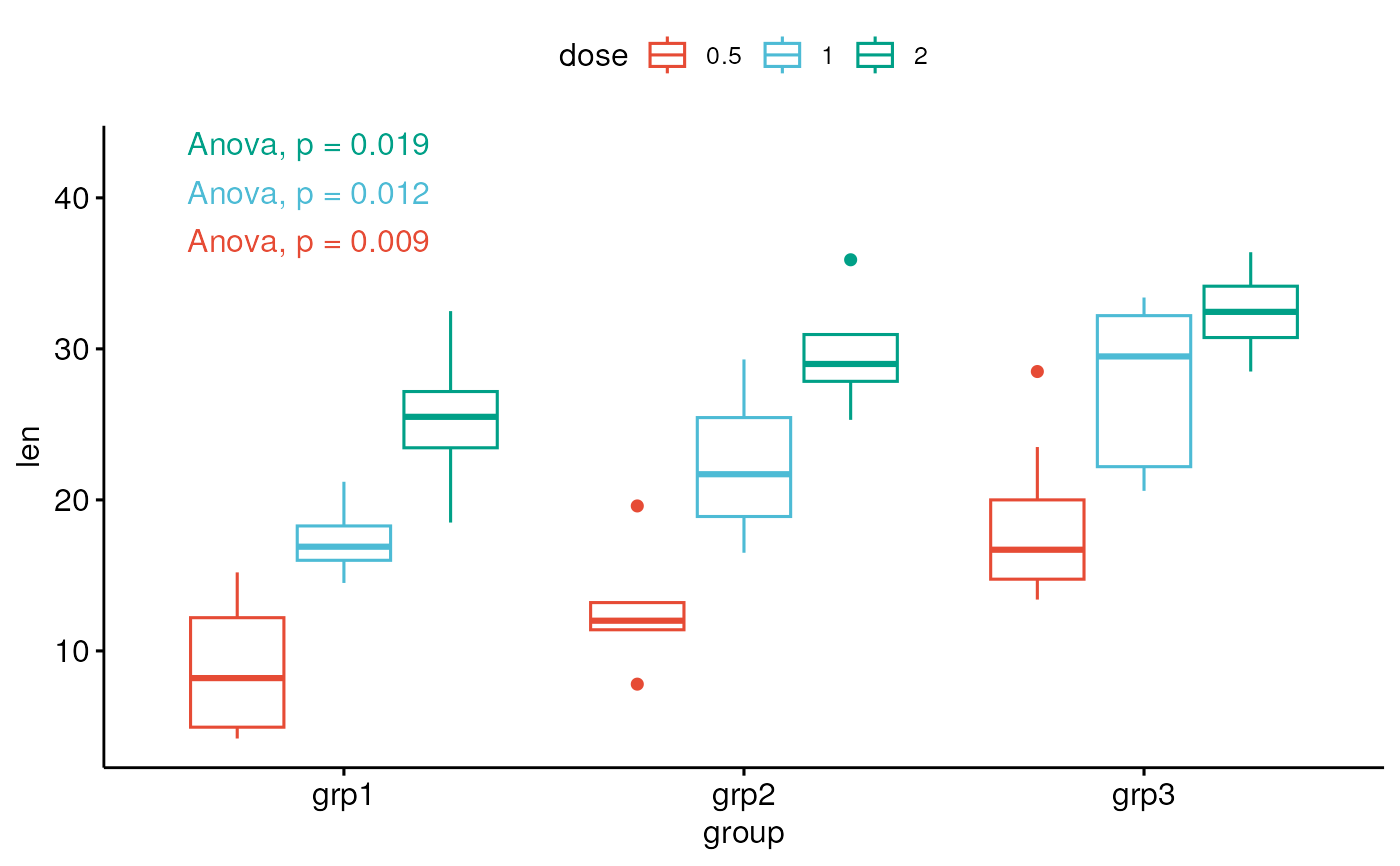 dose 0.5 1 2
Anova, p = 0.019
Anova, p = 0.012
Anova, p = 0.009
40
30
20
10
len
grp1 grp2 grp3
group